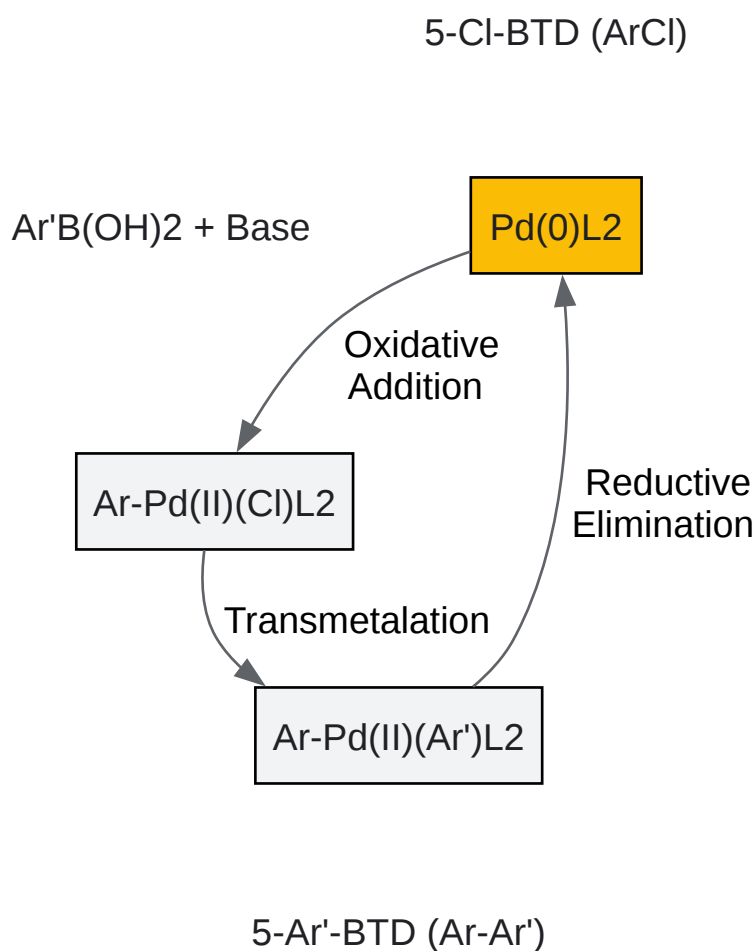 5-Cl-BTD (ArCl)
Ar'B(OH)2 + Base
Pd(0)L2
Oxidative
Addition
Ar-Pd(II)(Cl)L2
Reductive
Elimination
Transmetalation
Ar-Pd(II)(Ar')L2
5-Ar'-BTD (Ar-Ar')